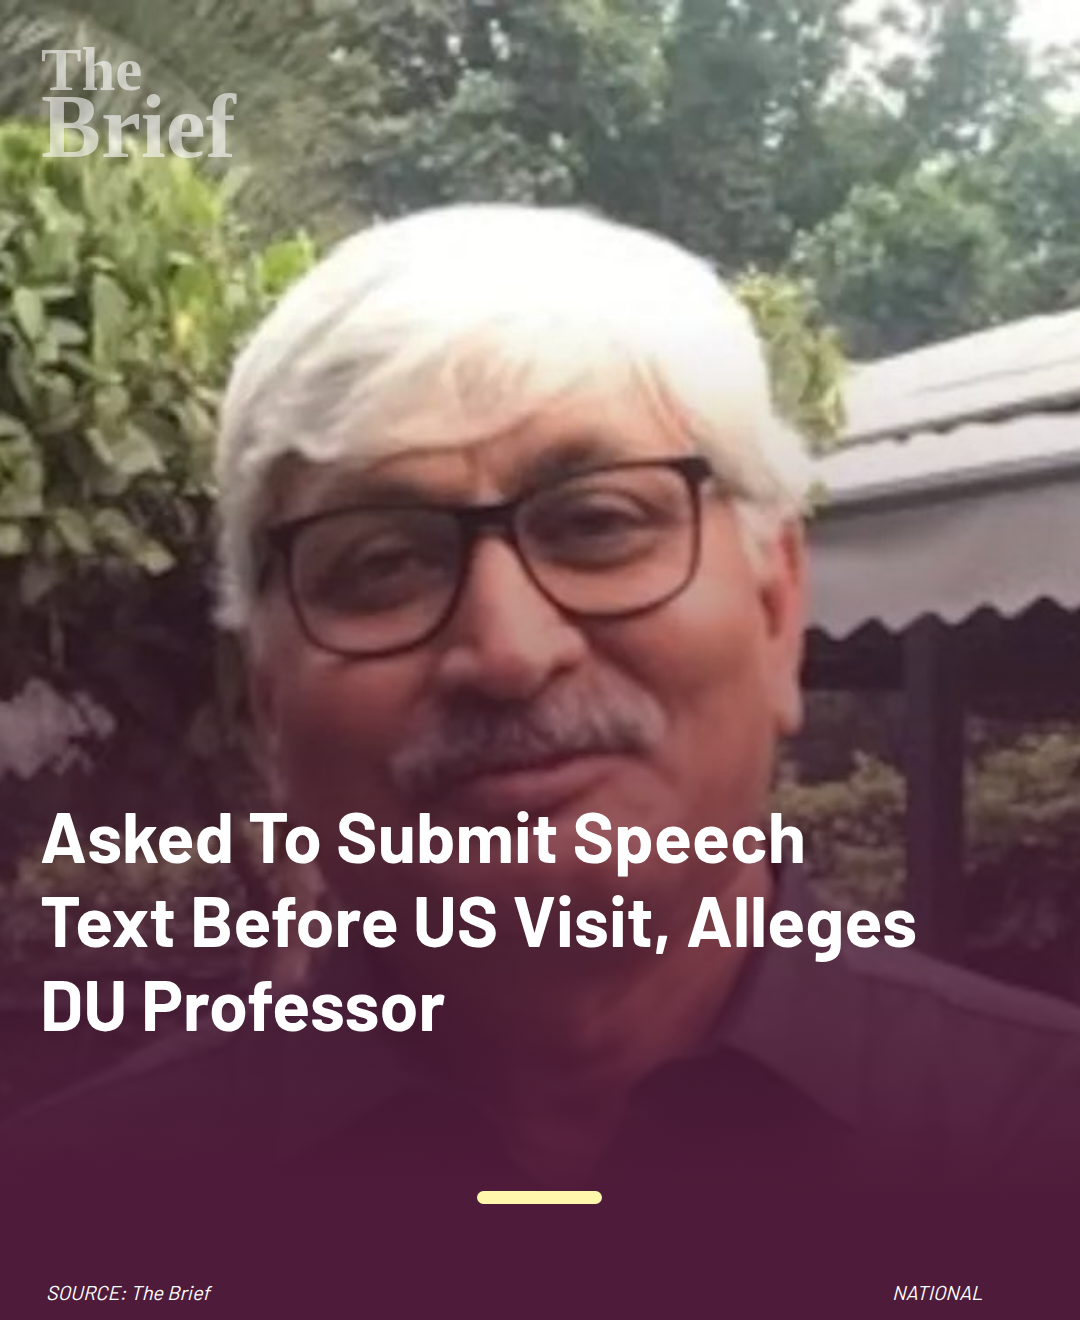 The
Brief
Asked To Submit Speech
Text Before US Visit, Alleges
DU Professor
SOURCE: The Brief
NATIONAL